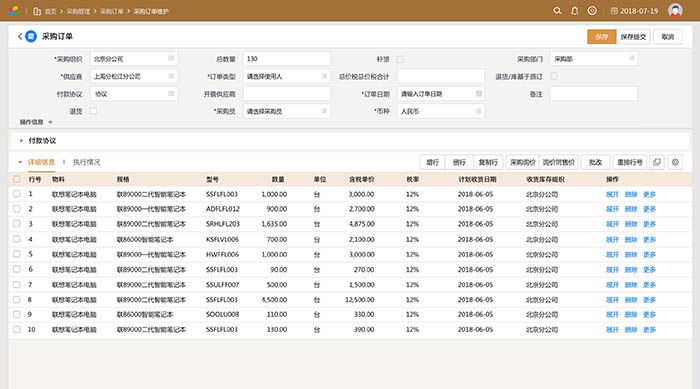 首页 > 采购管理 > 采购订单 > 采购订单维护 2018-07-19
采购订单 保存 保存提交 取消
*采购组织 北京分公司 总数量 130 补货 采购部门 采购部
*供应商 上海分松江分公司 *订单类型 请选择使用人 总价税总价税合计 退货/库基于原订
付款协议 协议 开票供应商 *订单日期 请输入订单日期 备注
退货 *采购员 请选择采购员 *币种 人民币
操作信息
付款协议
详细信息 执行情况 增行 删行 复制行 采购询价 询价历史价 批改 重排行号
行号 物料 规格 型号 数量 单位 含税单价 税率 计划收货日期 收货库存组织 操作
1 联想笔记本电脑 联89000二代智能笔记本 SSFLFL003 1,000.00 台 3,000.00 12% 2018-06-05 北京分公司 展开 删除 更多
2 联想笔记本电脑 联89000一代智能笔记本 ADFLFL012 900.00 台 2,700.00 12% 2018-06-05 北京分公司 展开 删除 更多
3 联想笔记本电脑 联89000二代智能笔记本 SRHLFL203 1,635.00 台 4,875.00 12% 2018-06-05 北京分公司 展开 删除 更多
4 联想笔记本电脑 联86000智能笔记本 KSFLVL006 700.00 台 2,100.00 12% 2018-06-05 北京分公司 展开 删除 更多
5 联想笔记本电脑 联89000一代智能笔记本 HWFFL006 1,000.00 台 3,000.00 12% 2018-06-05 北京分公司 展开 删除 更多
6 联想笔记本电脑 联89000二代智能笔记本 SSFLFL003 90.00 台 270.00 12% 2018-06-05 北京分公司 展开 删除 更多
7 联想笔记本电脑 联89000二代智能笔记本 SSULFF007 500.00 台 1,500.00 12% 2018-06-05 北京分公司 展开 删除 更多
8 联想笔记本电脑 联89000二代智能笔记本 SSFLFL003 4,500.00 台 12,500.00 12% 2018-06-05 北京分公司 展开 删除 更多
9 联想笔记本电脑 联86000智能笔记本 SOOLU008 110.00 台 330.00 12% 2018-06-05 北京分公司 展开 删除 更多
10 联想笔记本电脑 联89000二代智能笔记本 SSFLFL003 130.00 台 390.00 12% 2018-06-05 北京分公司 展开 删除 更多